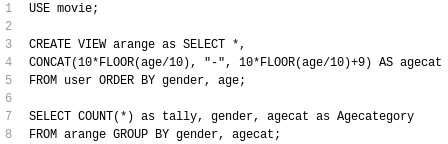 1 USE movie;
2
3 CREATE VIEW arange as SELECT *,
4 CONCAT(10*FLOOR(age/10), "-", 10*FLOOR(age/10)+9) AS agecat
5 FROM user ORDER BY gender, age;
6
7 SELECT COUNT(*) as tally, gender, agecat as Agecategory
8 FROM arange GROUP BY gender, agecat;